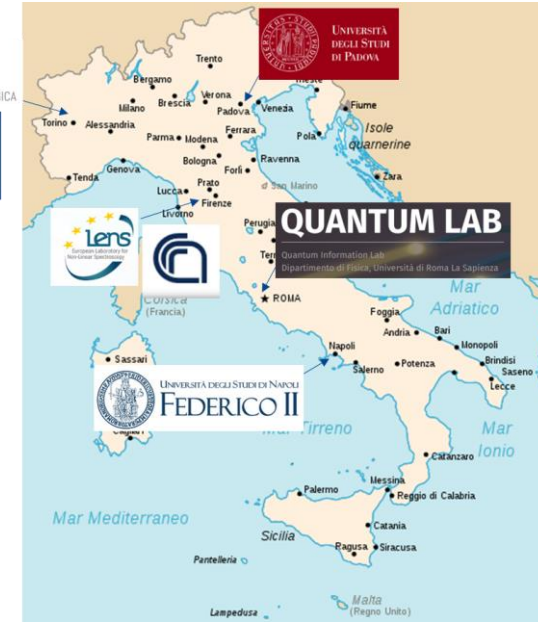 UNIVERSITÀ
DEGLI STUDI
DI PADOVA
Trento
Bergamo
Milano
Brescia
Verona
Padova
Venezia
Fiume
Torino
Alessandria
Parma
Modena
Ferrara
Pola
Isole
quarnerine
Bologna
Ravenna
Genova
Forlì
Zara
Tenda
Lucca
Prato
San Marino
Firenze
Livorno
lens
European Laboratory for
Non-Linear Spectroscopy
Perugia
QUANTUM LAB
Quantum Information Lab
Dipartimento di Fisica, Università di Roma La Sapienza
Corsica
(Francia)
ROMA
Mar
Adriatico
Foggia
Andria
Bari
Monopoli
Sassari
Napoli
Salerno
Potenza
Brindisi
Saseno
Lecce
UNIVERSITÀ DEGLI STUDI DI NAPOLI
FEDERICO II
Tirreno
Mar
Ionio
Catanzaro
Messina
Palermo
Reggio di Calabria
Mar Mediterraneo
Sicilia
Catania
Ragusa
Siracusa
Pantelleria
Malta
(Regno Unito)
Lampedusa